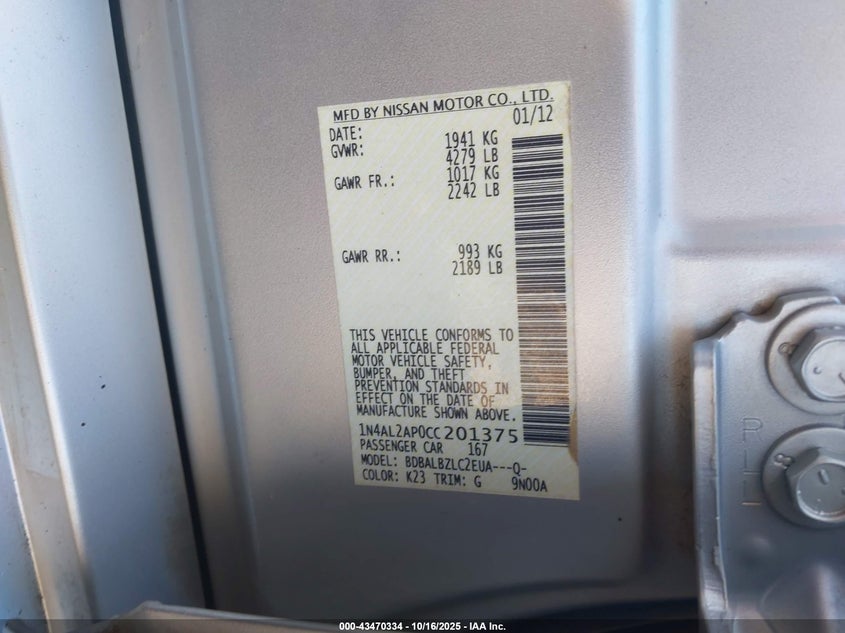 MFD BY NISSAN MOTOR CO., LTD.
DATE: 01/12
GVWR: 1941 KG
4279 LB
GAWR FR.: 1017 KG
2242 LB
GAWR RR.: 993 KG
2189 LB
THIS VEHICLE CONFORMS TO
ALL APPLICABLE FEDERAL
MOTOR VEHICLE SAFETY,
BUMPER, AND THEFT
PREVENTION STANDARDS IN
EFFECT ON THE DATE OF
MANUFACTURE SHOWN ABOVE.
1N4AL2AP0CC201375
PASSENGER CAR 167
MODEL: BDBALBZLC2EUA---Q-
COLOR: K23 TRIM: G 9N00A
8
000-43470334 - 10/16/2025 - IAA Inc.